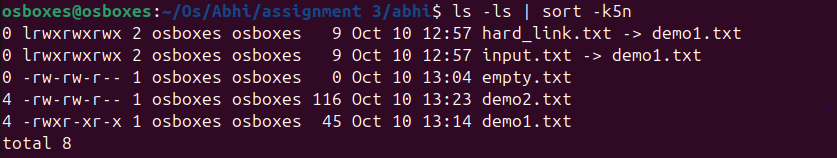 osboxes@osboxes:~/Os/Abhi/assignment 3/abhi$ ls -ls | sort -k5n
0 lrwxrwxrwx 2 osboxes osboxes   9 Oct 10 12:57 hard_link.txt -> demo1.txt
0 lrwxrwxrwx 2 osboxes osboxes   9 Oct 10 12:57 input.txt -> demo1.txt
0 -rw-rw-r-- 1 osboxes osboxes   0 Oct 10 13:04 empty.txt
4 -rw-rw-r-- 1 osboxes osboxes 116 Oct 10 13:23 demo2.txt
4 -rwxr-xr-x 1 osboxes osboxes  45 Oct 10 13:14 demo1.txt
total 8